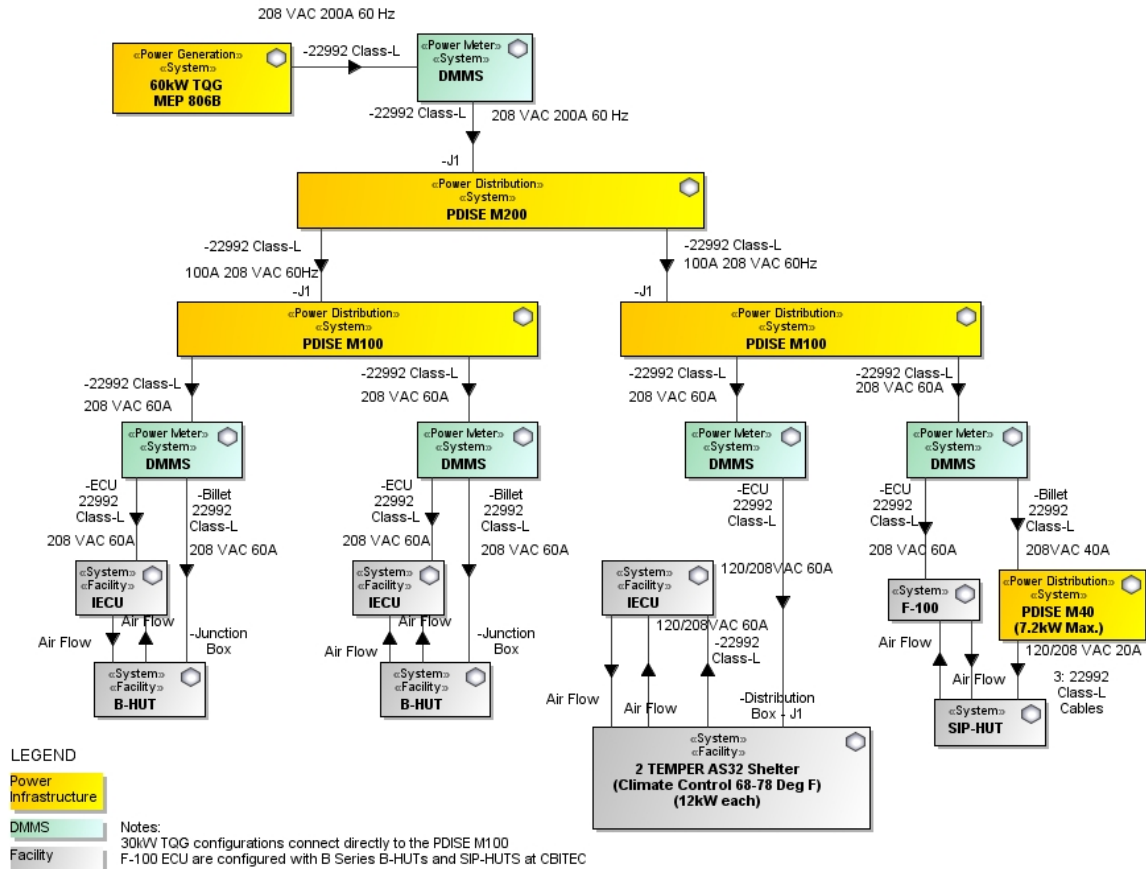 208 VAC 200A 60 Hz
«Power Generation»
«System»
60kW TQG
MEP 806B
-22992 Class-L
«Power Meter»
«System»
DMMS
-22992 Class-L
208 VAC 200A 60 Hz
-J1
«Power Distribution»
«System»
PDISE M200
-22992 Class-L
100A 208 VAC 60Hz
-J1
-22992 Class-L
100A 208 VAC 60Hz
-J1
«Power Distribution»
«System»
PDISE M100
«Power Distribution»
«System»
PDISE M100
-22992 Class-L
208 VAC 60A
-22992 Class-L
208 VAC 60A
-22992 Class-L
208 VAC 60A
-22992 Class-L
208 VAC 60A
«Power Meter»
«System»
DMMS
«Power Meter»
«System»
DMMS
«Power Meter»
«System»
DMMS
«Power Meter»
«System»
DMMS
-ECU
22992
Class-L
208 VAC 60A
-Billet
22992
Class-L
208 VAC 60A
-ECU
22992
Class-L
208 VAC 60A
-Billet
22992
Class-L
208 VAC 60A
-ECU
22992
Class-L
120/208VAC 60A
-ECU
22992
Class-L
208 VAC 60A
-Billet
22992
Class-L
208VAC 40A
«System»
«Facility»
IECU
«System»
«Facility»
IECU
«System»
«Facility»
IECU
«System»
F-100
«Power Distribution»
«System»
PDISE M40
(7.2kW Max.)
Air Flow
Air Flow
-Junction
Box
Air Flow
Air Flow
-Junction
Box
120/208VAC 60A
-22992
Class-L
Air Flow
Air Flow
-Distribution
Box - J1
Air Flow
Air Flow
120/208 VAC 20A
3: 22992
Class-L
Cables
«System»
«Facility»
B-HUT
«System»
«Facility»
B-HUT
«System»
«Facility»
2 TEMPER AS32 Shelter
(Climate Control 68-78 Deg F)
(12kW each)
«System»
SIP-HUT
LEGEND
Power
Infrastructure
DMMS
Facility
Notes:
30kW TQG configurations connect directly to the PDISE M100
F-100 ECU are configured with B Series B-HUTs and SIP-HUTS at CBITEC